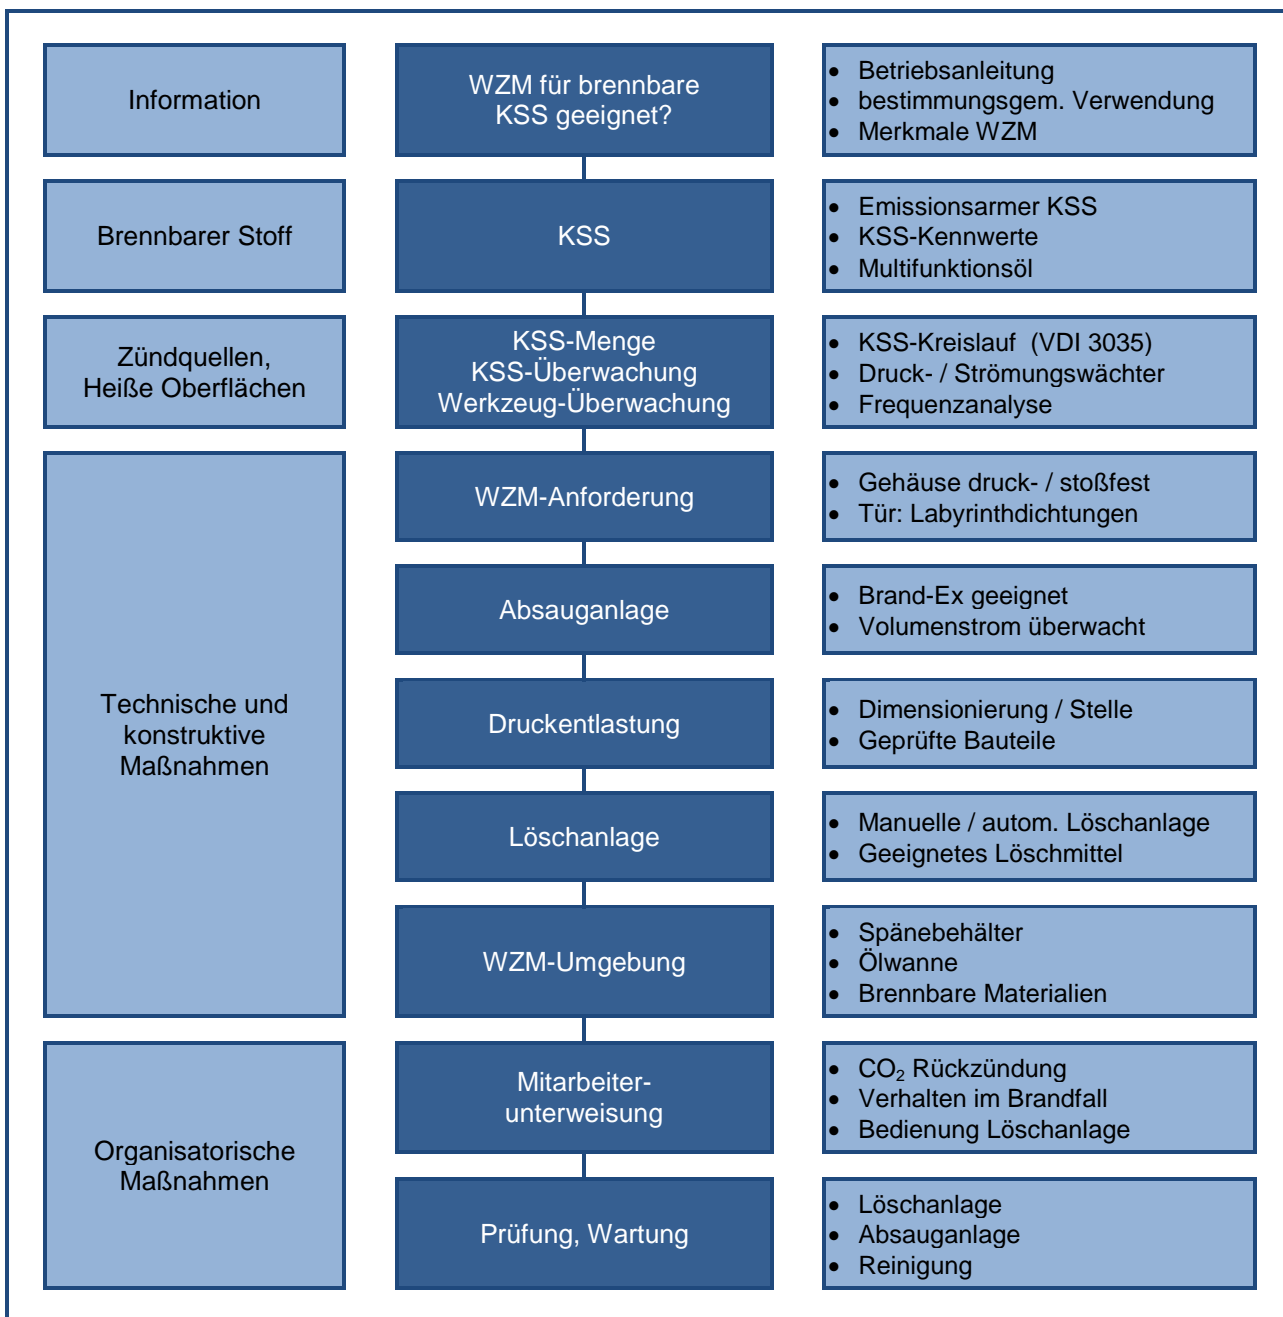 Information
WZM für brennbare
KSS geeignet?
• Betriebsanleitung
• bestimmungsgem. Verwendung
• Merkmale WZM
Brennbarer Stoff
KSS
• Emissionsarmer KSS
• KSS-Kennwerte
• Multifunktionsöl
Zündquellen,
Heiße Oberflächen
KSS-Menge
KSS-Überwachung
Werkzeug-Überwachung
• KSS-Kreislauf (VDI 3035)
• Druck- / Strömungswächter
• Frequenzanalyse
Technische und
konstruktive
Maßnahmen
WZM-Anforderung
• Gehäuse druck- / stoßfest
• Tür: Labyrinthdichtungen
Absauganlage
• Brand-Ex geeignet
• Volumenstrom überwacht
Druckentlastung
• Dimensionierung / Stelle
• Geprüfte Bauteile
Löschanlage
• Manuelle / autom. Löschanlage
• Geeignetes Löschmittel
WZM-Umgebung
• Spänebehälter
• Ölwanne
• Brennbare Materialien
Organisatorische
Maßnahmen
Mitarbeiter-
unterweisung
• CO₂ Rückzündung
• Verhalten im Brandfall
• Bedienung Löschanlage
Prüfung, Wartung
• Löschanlage
• Absauganlage
• Reinigung